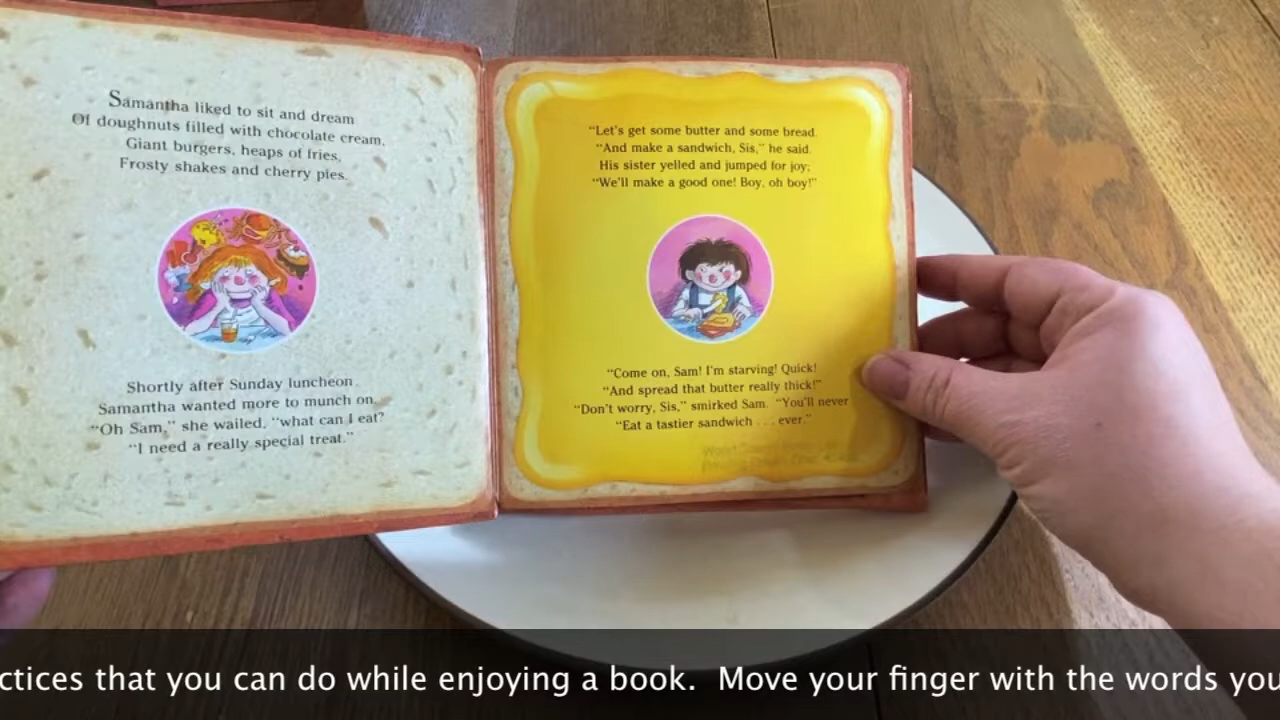 Samantha liked to sit and dream
Of doughnuts filled with chocolate cream,
Giant burgers, heaps of fries,
Frosty shakes and cherry pies.
Shortly after Sunday luncheon
Samantha wanted more to munch on.
"Oh Sam," she wailed, "what can I eat?
"I need a really special treat."
"Let's get some butter and some bread
"And make a sandwich, Sis," he said.
His sister yelled and jumped for joy;
"We'll make a good one! Boy, oh boy!"
"Come on, Sam! I'm starving! Quick!
"And spread that butter really thick!"
"Don't worry, Sis," smirked Sam. "You'll never
"Eat a tastier sandwich . . . ever."
ctices that you can do while enjoying a book. Move your finger with the words you